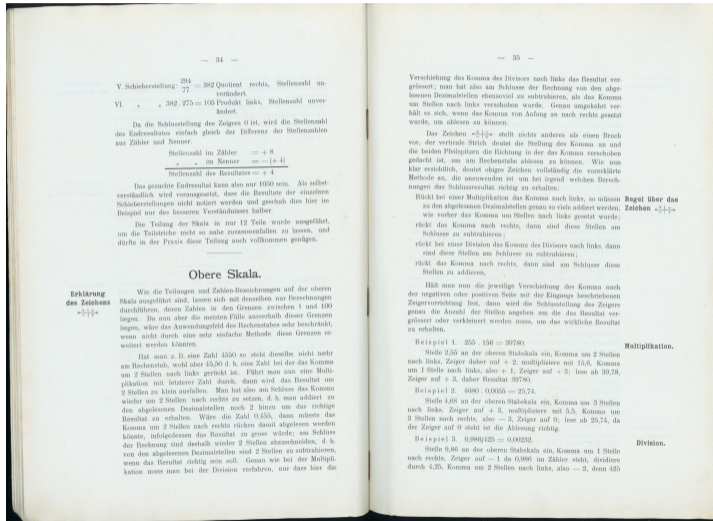 — 34 —
V. Schieberstellung: 294/77 = 382 Quotient rechts, Stellenzahl un-
verändert.
VI. „ „ 382 . 275 = 105 Produkt links, Stellenzahl unver-
ändert.
Da die Schlusstellung des Zeigers 0 ist, wird die Stellenzahl
des Endresultates einfach gleich der Differenz der Stellenzahlen
aus Zähler und Nenner.
Stellenzahl im Zähler = + 8
„ „ im Nenner = — (+ 4)
Stellenzahl des Resultates = + 4
Das gesuchte Endresultat kann also nur 1050 sein. Als selbst-
verständlich wird vorausgesetzt, dass die Resultate der einzelnen
Schieberstellungen nicht notiert werden und geschah dies hier im
Beispiel nur des besseren Verständnisses halber.
Die Teilung der Skala in nur 12 Teile wurde ausgeführt,
um die Teilstriche nicht so nahe zusammenfallen zu lassen, und
dürfte in der Praxis diese Teilung auch vollkommen genügen.
Obere Skala.
Erklärung
des Zeichens
Wie die Teilungen und Zahlen-Bezeichnungen auf der oberen
Skala ausgeführt sind, lassen sich mit denselben nur Berechnungen
durchführen, deren Zahlen in den Grenzen zwischen 1 und 100
liegen. Da nun aber die meisten Fälle ausserhalb dieser Grenzen
liegen, wäre das Anwendungsfeld des Rechenstabes sehr beschränkt,
wenn nicht durch eine sehr einfache Methode diese Grenzen er-
weitert werden könnten.
Hat man z. B. eine Zahl 4550 so steht dieselbe nicht mehr
am Rechenstab, wohl aber 45,50 d. h. eine Zahl bei der das Komma
um 2 Stellen nach links gerückt ist. Führt man nun eine Multi-
plikation mit letzterer Zahl durch, dann wird das Resultat um
2 Stellen zu klein ausfallen. Man hat also am Schluss das Komma
wieder um 2 Stellen nach rechts zu setzen, d. h. man addiert zu
den abgelesenen Dezimalstellen noch 2 hinzu um das richtige
Resultat zu erhalten. Wäre die Zahl 0,455, dann müsste das
Komma um 2 Stellen nach rechts rücken damit abgelesen werden
könnte, infolgedessen das Resultat zu gross würde; am Schluss
der Rechnung sind deshalb wieder 2 Stellen abzuschneiden, d. h.
von den abgelesenen Dezimalstellen sind 2 Stellen zu subtrahieren,
wenn das Resultat richtig sein soll. Genau wie bei der Multipli-
kation muss man bei der Division verfahren, nur dass hier die
— 35 —
Verschiebung des Komma des Divisors nach links das Resultat ver-
grössert; man hat also am Schlusse der Rechnung von den abge-
lesenen Dezimalstellen ebensoviel zu subtrahieren, als das Komma
um Stellen nach links verschoben wurde. Genau umgekehrt ver-
hält es sich, wenn das Komma von Anfang an nach rechts gesetzt
wurde, um ablesen zu können.
Das Zeichen stellt nichts anderes als einen Bruch
vor, der vertikale Strich deutet die Stellung des Komma an und
die beiden Pfeilspitzen die Richtung in der das Komma verschoben
gedacht ist, um am Rechenstabe ablesen zu können. Wie nun
klar ersichtlich, deutet obiges Zeichen vollständig die vorerklärte
Methode an, die anzuwenden ist um bei irgend welchen Berech-
nungen das Schlussresultat richtig zu erhalten:
Rückt bei einer Multiplikation das Komma nach links, so müssen
zu den abgelesenen Dezimalstellen genau so viele addiert werden,
wie vorher das Komma um Stellen nach links gesetzt wurde;
rückt das Komma nach rechts, dann sind diese Stellen am
Schlusse zu subtrahieren;
rückt bei einer Division das Komma des Divisors nach links, dann
sind diese Stellen am Schlusse zu subtrahieren;
rückt das Komma nach rechts, dann sind am Schlusse diese
Stellen zu addieren.
Regel über das
Zeichen
Hält man nun die jeweilige Verschiebung des Komma nach
der negativen oder positiven Seite mit der Eingangs beschriebenen
Zeigervorrichtung fest, dann wird die Schlusstellung des Zeigers
genau die Anzahl der Stellen angeben um die das Resultat ver-
grössert oder verkleinert werden muss, um das wirkliche Resultat
zu erhalten.
Beispiel 1. 255 . 156 = 39780.
Multiplikation.
Stelle 2,55 an der oberen Stabskala ein, Komma um 2 Stellen
nach links, Zeiger daher auf + 2, multipliziere mit 15,6, Komma
um 1 Stelle nach links, also + 1, Zeiger auf + 3; lese ab 39,78,
Zeiger auf + 3, daher Resultat 39780.
Beispiel 2. 4680 . 0,0055 = 25,74.
Stelle 4,68 an der oberen Stabskala ein, Komma um 3 Stellen
nach links, Zeiger auf + 3, multipliziere mit 5,5, Komma um
3 Stellen nach rechts, also — 3, Zeiger auf 0; lese ab 25,74, da
der Zeiger auf 0 steht ist die Ablesung richtig.
Beispiel 3. 0,986/425 = 0,00232.
Division.
Stelle 9,86 an der oberen Stabskala ein, Komma um 1 Stelle
nach rechts, Zeiger auf — 1 da 0,986 im Zähler steht, dividiere
durch 4,25, Komma um 2 Stellen nach links, also — 2, denn 425